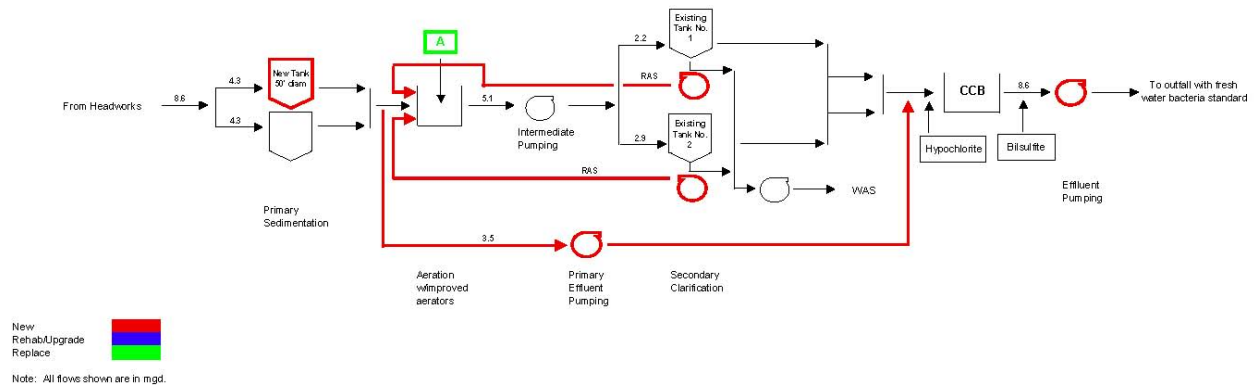 A
Existing
Tank No.
1
2.2
4.3
New Tank
50' diam
RAS
From Headworks
8.6
5.1
CCB
8.6
To outfall with fresh
water bacteria standard
4.3
Intermediate
Pumping
Existing
Tank No.
2
2.9
Hypochlorite
Bilsulfite
RAS
WAS
Effluent
Pumping
Primary
Sedimentation
3.5
Aeration
w/improved
aerators
Primary
Effluent
Pumping
Secondary
Clarification
New
Rehab/Upgrade
Replace
Note: All flows shown are in mgd.